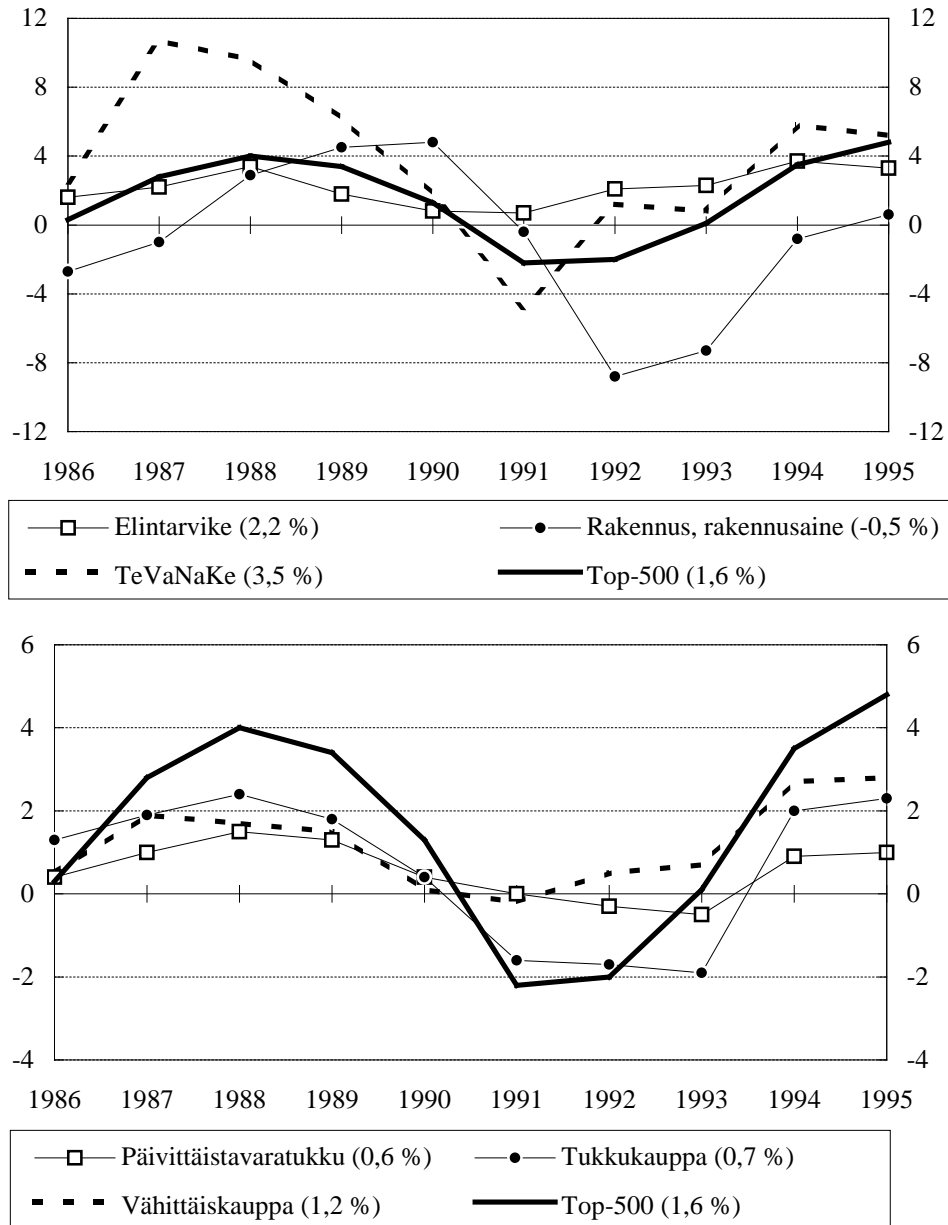 12 12
8 8
4 4
0 0
-4 -4
-8 -8
-12 -12
1986 1987 1988 1989 1990 1991 1992 1993 1994 1995
Elintarvike (2,2 %) Rakennus, rakennusaine (-0,5 %)
TeVaNaKe (3,5 %) Top-500 (1,6 %)
6 6
4 4
2 2
0 0
-2 -2
-4 -4
1986 1987 1988 1989 1990 1991 1992 1993 1994 1995
Päivittäistavaratukku (0,6 %) Tukkukauppa (0,7 %)
Vähittäiskauppa (1,2 %) Top-500 (1,6 %)